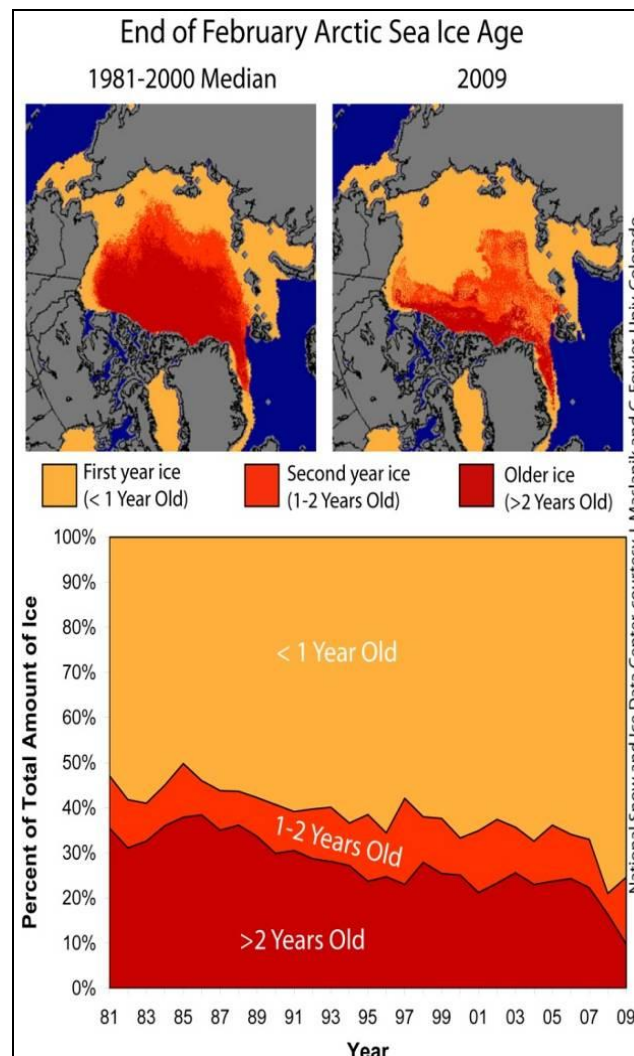 End of February Arctic Sea Ice Age
1981-2000 Median
2009
First year ice
(< 1 Year Old)
Second year ice
(1-2 Years Old)
Older ice
(>2 Years Old)
National Snow and Ice Data Center courtesy J. Maslanik and C. Fowler, Univ. Colorado
Percent of Total Amount of Ice
100%
90%
80%
70%
60%
50%
40%
30%
20%
10%
0%
< 1 Year Old
1-2 Years Old
>2 Years Old
81 83 85 87 89 91 93 95 97 99 01 03 05 07 09
Year